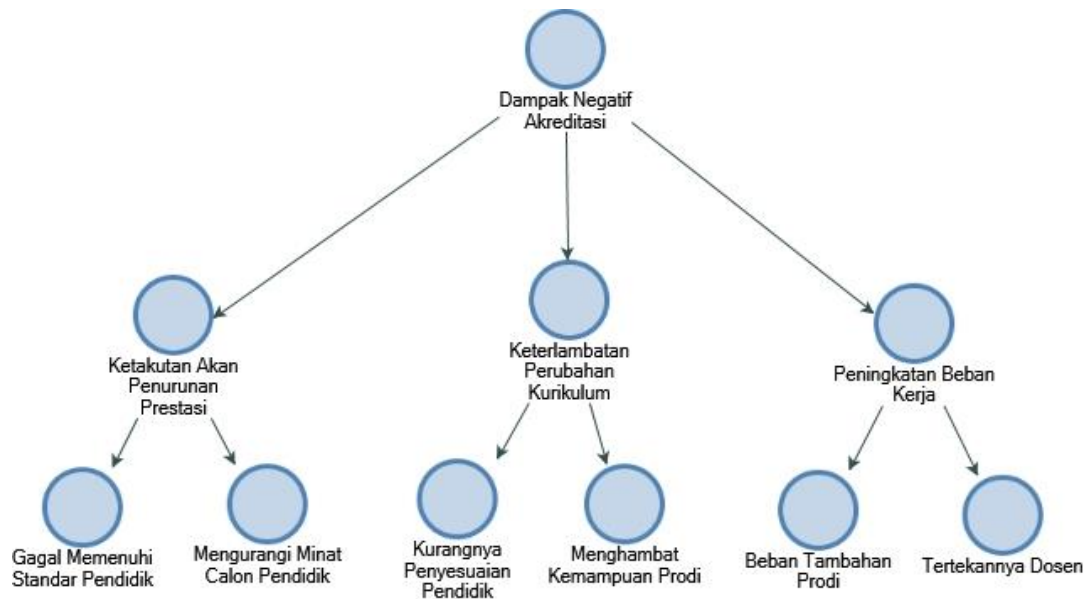 Dampak Negatif
Akreditasi
Ketakutan Akan
Penurunan
Prestasi
Keterlambatan
Perubahan
Kurikulum
Peningkatan Beban
Kerja
Gagal Memenuhi
Standar Pendidik
Mengurangi Minat
Calon Pendidik
Kurangnya
Penyesuaian
Pendidik
Menghambat
Kemampuan Prodi
Beban Tambahan
Prodi
Tertekannya Dosen